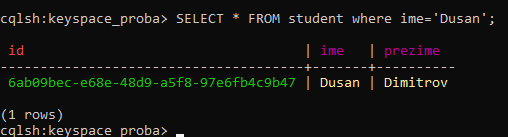 cqlsh:keyspace_proba> SELECT * FROM student where ime='Dusan';
id | ime | prezime
--------------------------------------+-------+----------
6ab09bec-e68e-48d9-a5f8-97e6fb4c9b47 | Dusan | Dimitrov
(1 rows)
cqlsh:keyspace_proba>